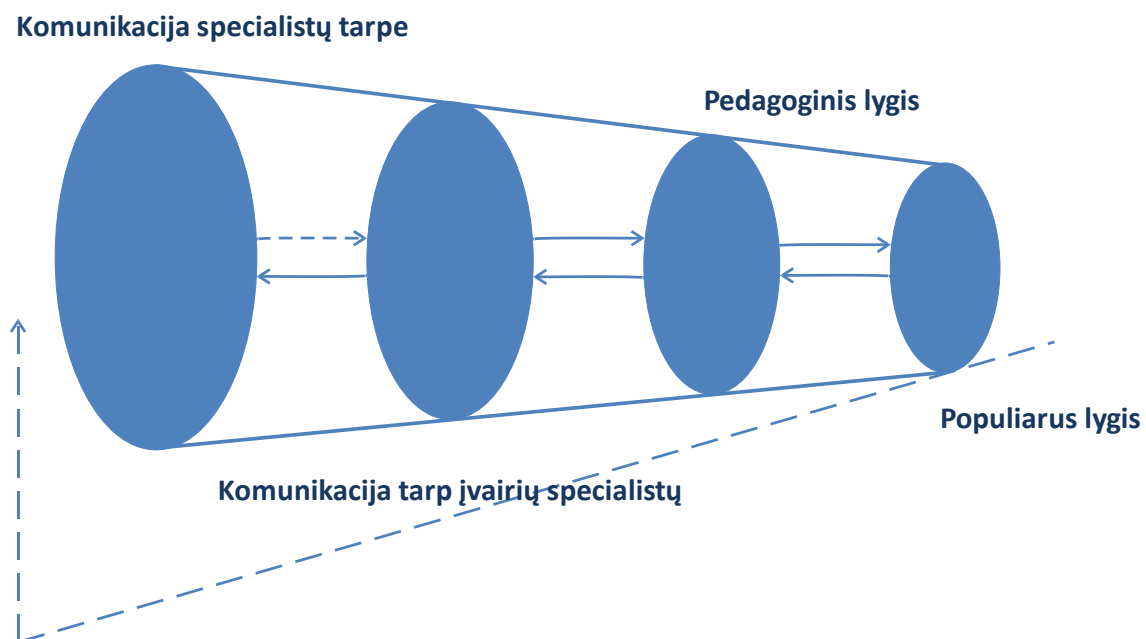 Komunikacija specialistų tarpe
Pedagoginis lygis
Populiarus lygis
Komunikacija tarp įvairių specialistų